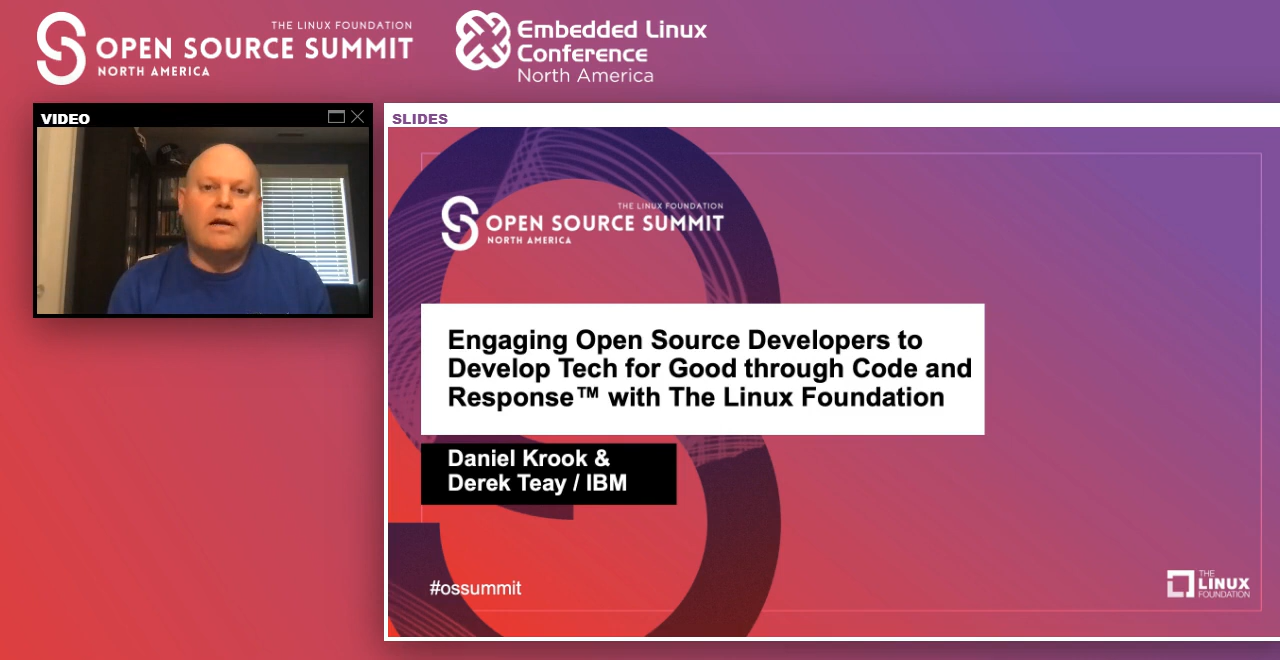 THE LINUX FOUNDATION
OPEN SOURCE SUMMIT
NORTH AMERICA
Embedded Linux
Conference
North America
VIDEO
SLIDES
THE LINUX FOUNDATION
OPEN SOURCE SUMMIT
NORTH AMERICA
Engaging Open Source Developers to
Develop Tech for Good through Code and
Response™ with The Linux Foundation
Daniel Krook &
Derek Teay / IBM
#ossummit
THE
LINUX
FOUNDATION